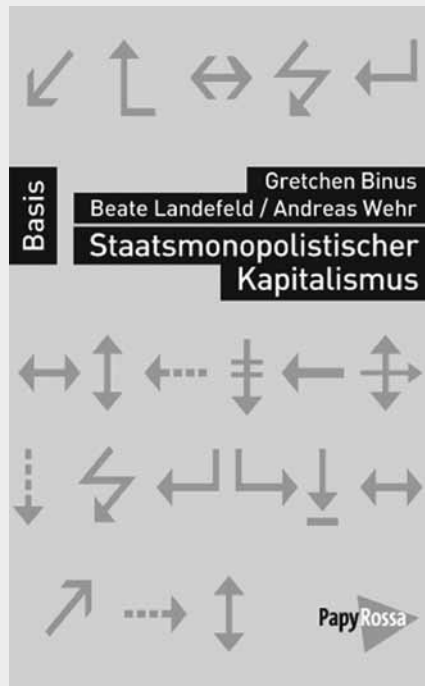 Basis
Gretchen Binus
Beate Landefeld / Andreas Wehr
Staatsmonopolistischer
Kapitalismus
PapyRossa